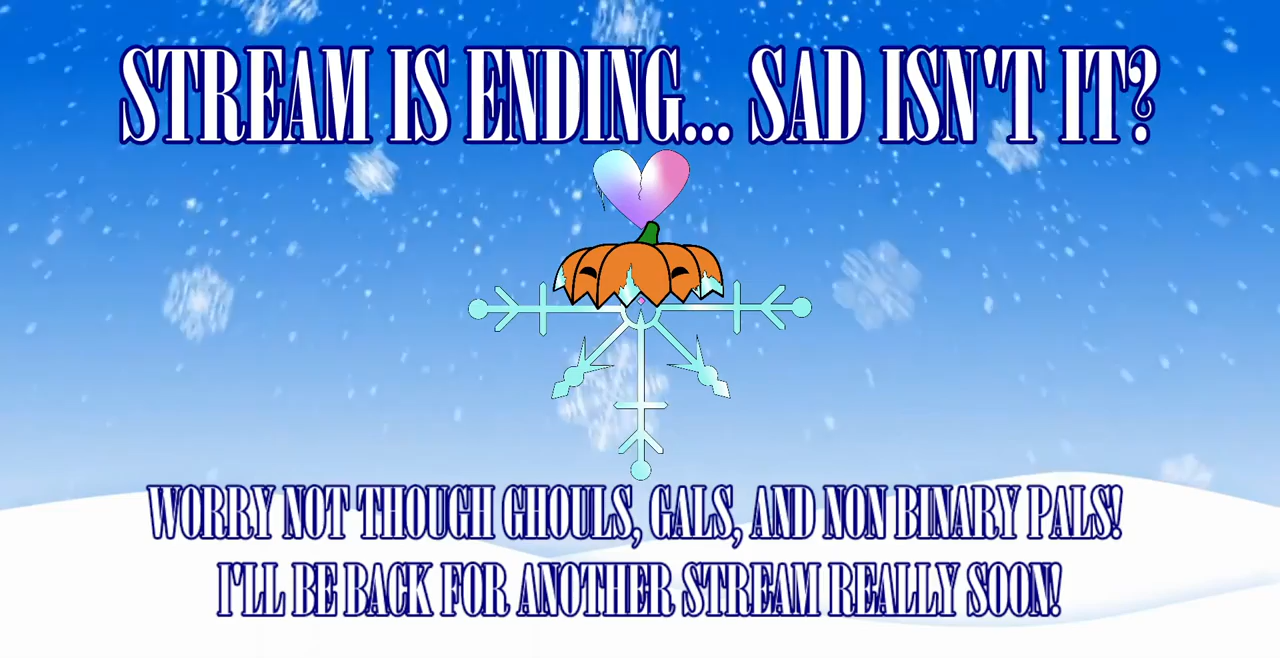 STREAM IS ENDING... SAD ISN'T IT?
WORRY NOT THOUGH GHOULS, GALS, AND NON BINARY PALS!
I'LL BE BACK FOR ANOTHER STREAM REALLY SOON!